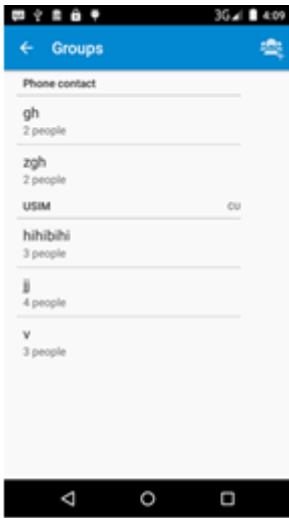 3G 4:09
Groups
Phone contact
gh
2 people
zgh
2 people
USIM CU
hihibihi
3 people
jj
4 people
v
3 people